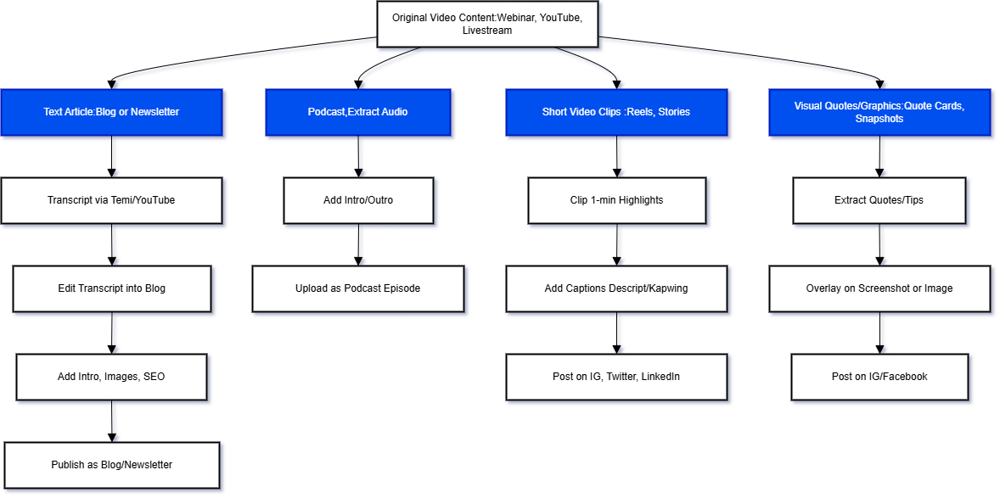 Original Video Content:Webinar, YouTube,
Livestream
Text Article:Blog or Newsletter
Podcast,Extract Audio
Short Video Clips :Reels, Stories
Visual Quotes/Graphics:Quote Cards,
Snapshots
Transcript via Temi/YouTube
Add Intro/Outro
Clip 1-min Highlights
Extract Quotes/Tips
Edit Transcript into Blog
Upload as Podcast Episode
Add Captions Descript/Kapwing
Overlay on Screenshot or Image
Add Intro, Images, SEO
Post on IG, Twitter, LinkedIn
Post on IG/Facebook
Publish as Blog/Newsletter